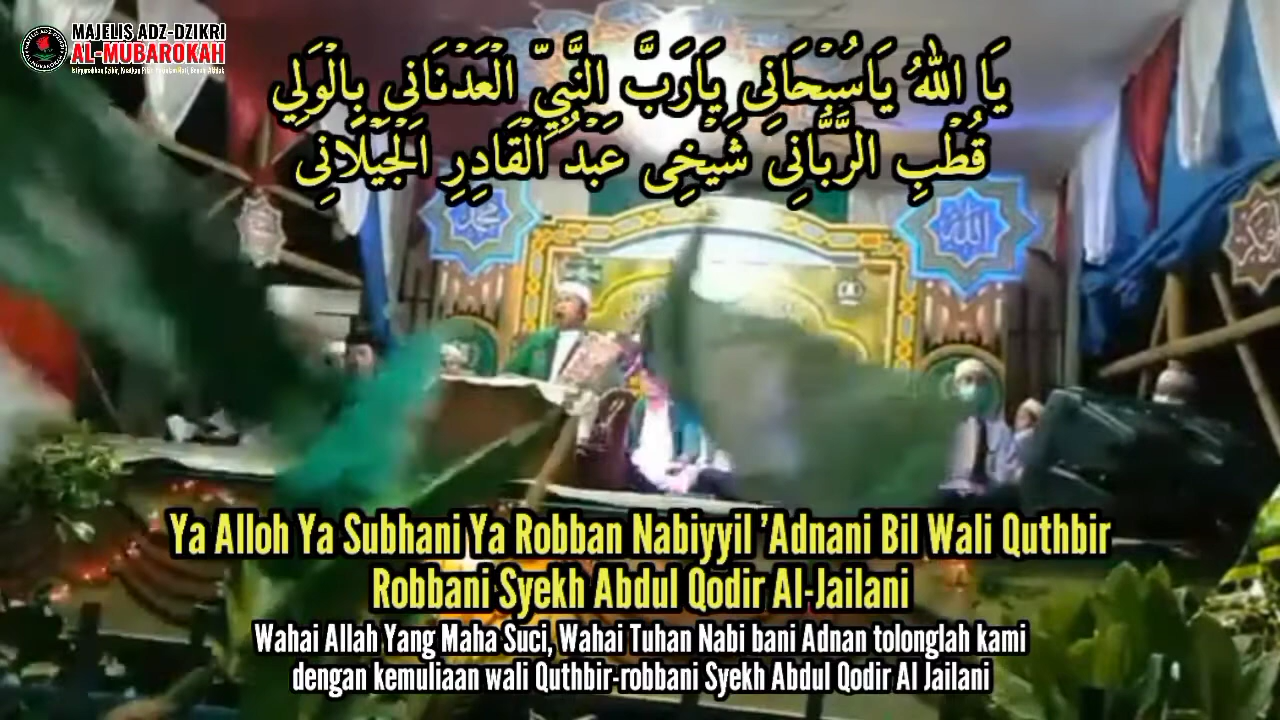 MAJELIS ADZ-DZIKRI
AL-MUBAROKAH
يَا اللهُ يَاسُبْحَانِي يَارَبَّ النَّبِيِّ الْعَدْنَانِي بِالْوَلِي
قُطْبِ الرَّبَّانِى شَيْخِى عَبْدُ الْقَادِرِ الْجَيْلَانِى
محمد
الله
Ya Alloh Ya Subhani Ya Robban Nabiyyil 'Adnani Bil Wali Quthbir
Robbani Syekh Abdul Qodir Al-Jailani
Wahai Allah Yang Maha Suci, Wahai Tuhan Nabi bani Adnan tolonglah kami
dengan kemuliaan wali Quthbir-robbani Syekh Abdul Qodir Al Jailani